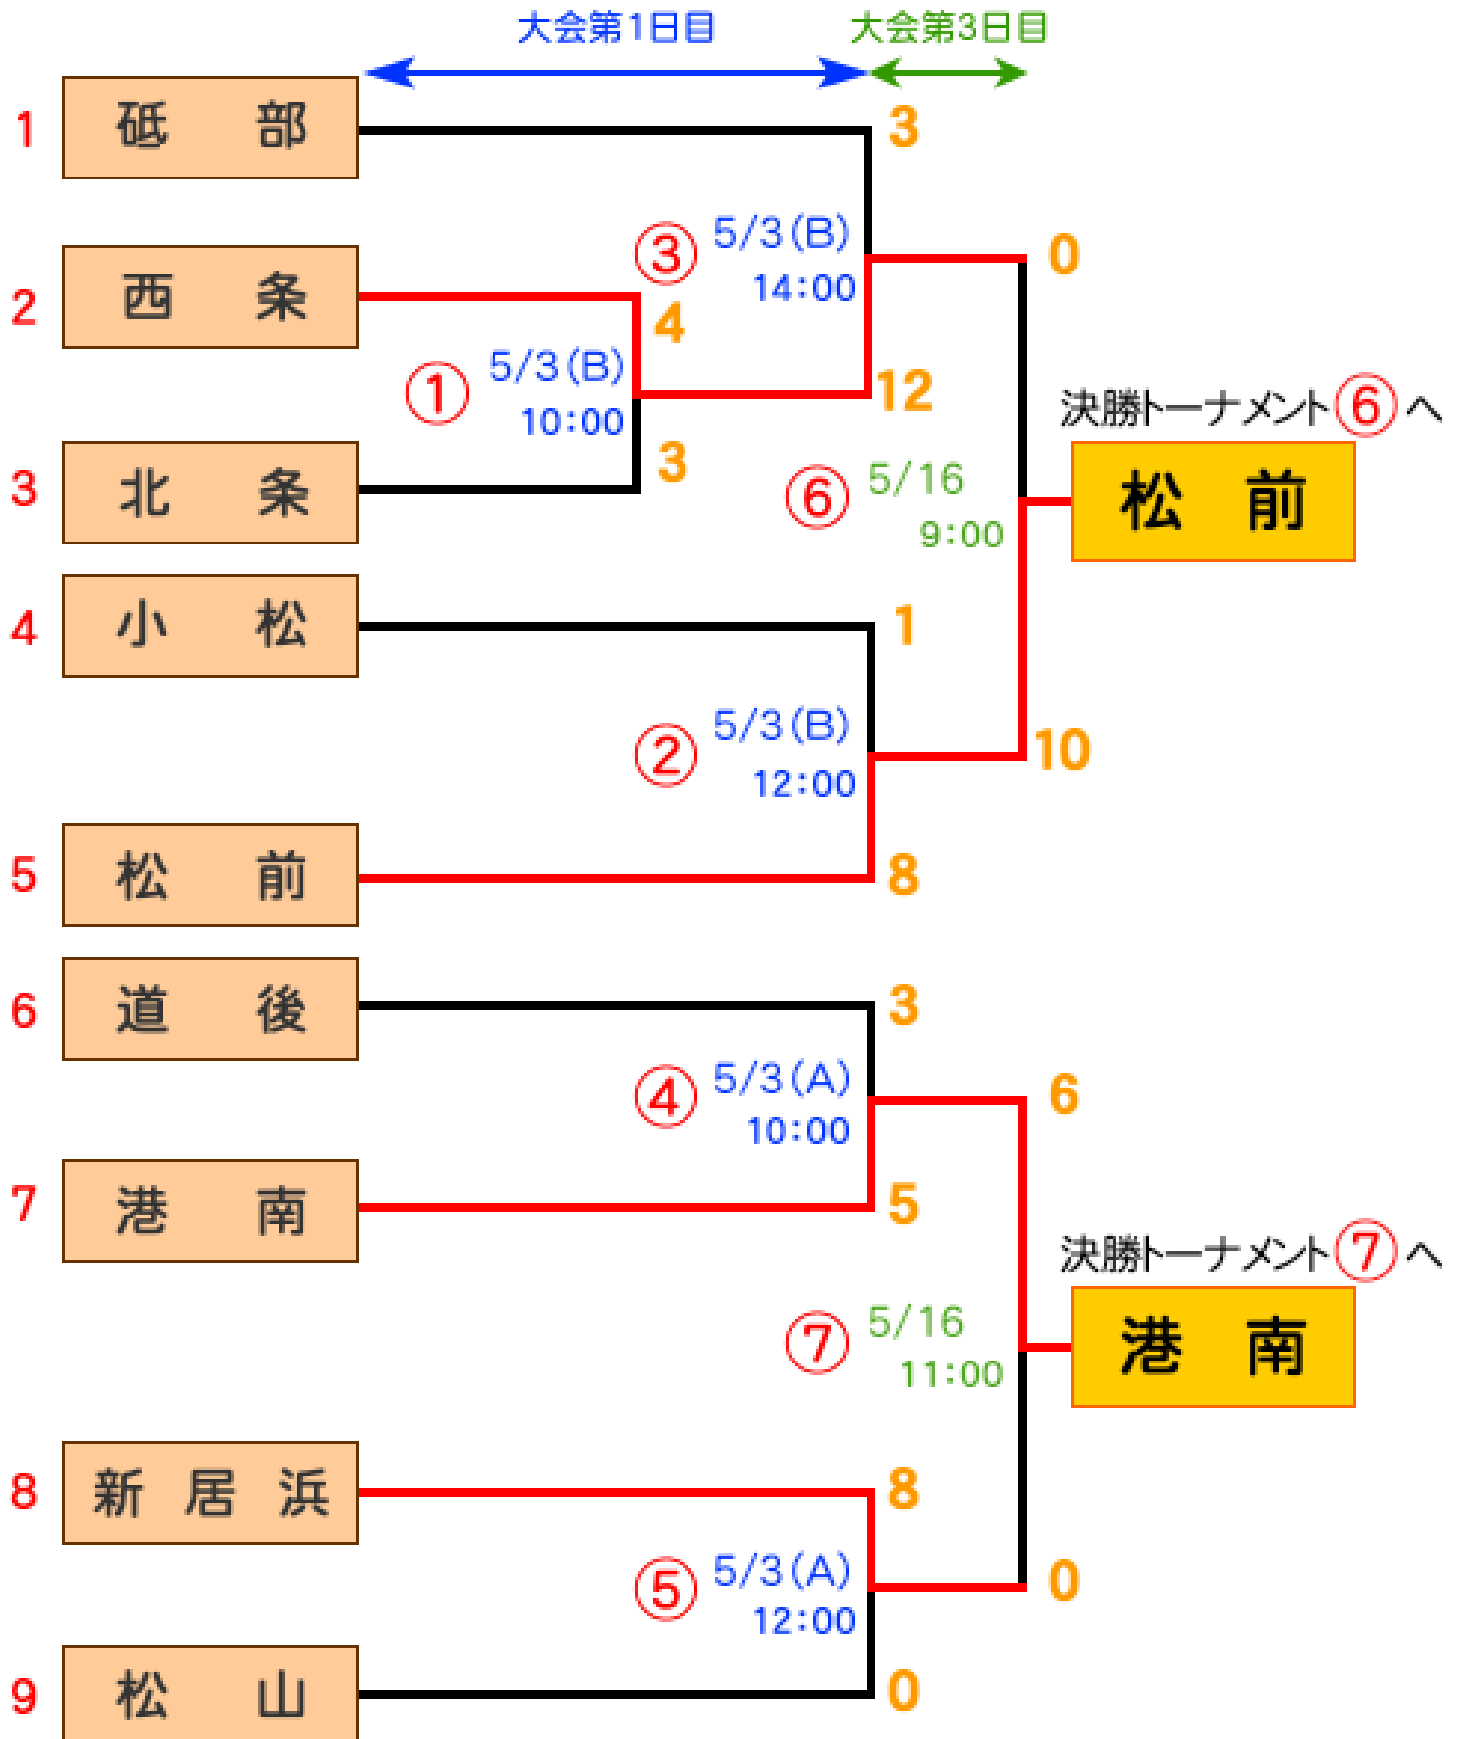 大会第1日目 大会第3日目
1 砥部 3
③ 5/3(B) 0
14:00
2 西条 4
① 5/3(B) 12
10:00
決勝トーナメント⑥へ
3 北条 3
⑥ 5/16 松前
9:00
4 小松 1
② 5/3(B) 10
12:00
5 松前 8
6 道後 3
④ 5/3(A) 6
10:00
7 港南 5
決勝トーナメント⑦へ
⑦ 5/16 港南
11:00
8 新居浜 8
⑤ 5/3(A) 0
12:00
9 松山 0